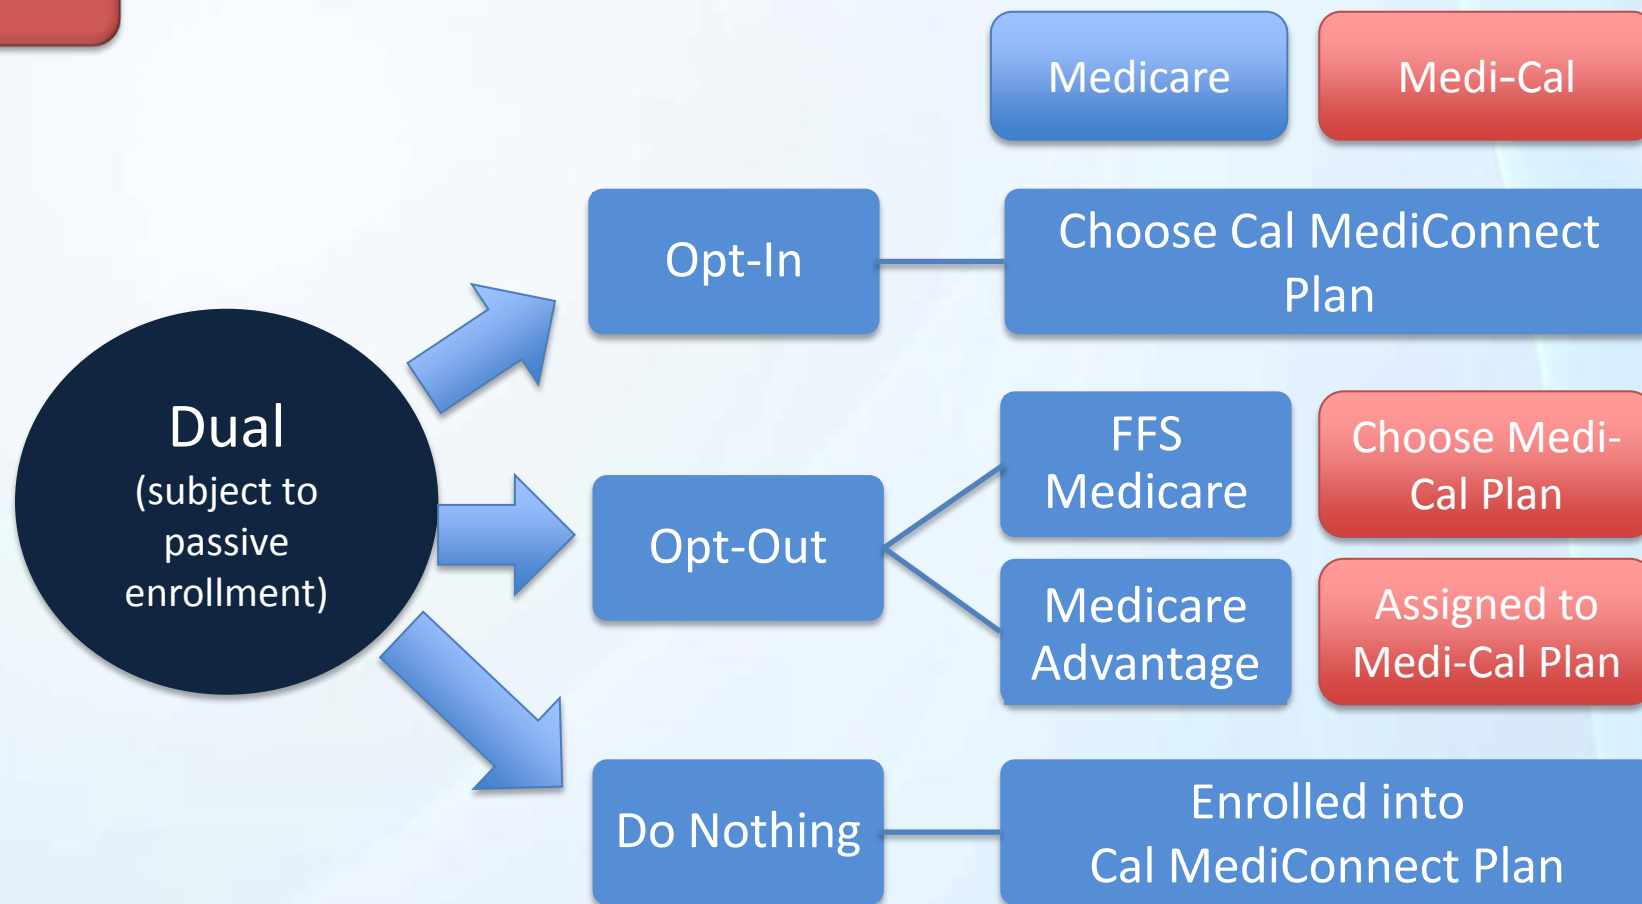 Medicare
Medi-Cal
Opt-In
Choose Cal MediConnect
Plan
Dual
(subject to
passive
enrollment)
Opt-Out
FFS
Medicare
Choose Medi-
Cal Plan
Medicare
Advantage
Assigned to
Medi-Cal Plan
Do Nothing
Enrolled into
Cal MediConnect Plan